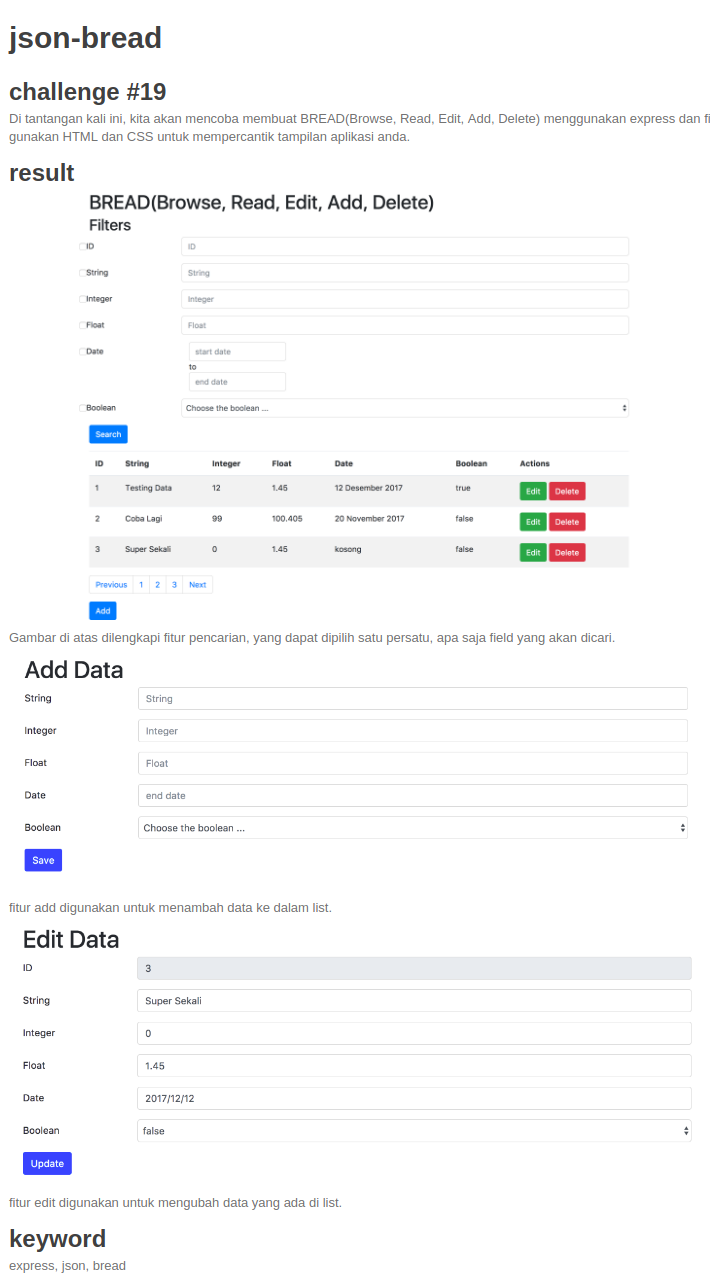 json-bread
challenge #19
Di tantangan kali ini, kita akan mencoba membuat BREAD(Browse, Read, Edit, Add, Delete) menggunakan express dan fi
gunakan HTML dan CSS untuk mempercantik tampilan aplikasi anda.
result
BREAD(Browse, Read, Edit, Add, Delete)
Filters
ID ID
String String
Integer Integer
Float Float
Date start date
to
end date
Boolean Choose the boolean ...
Search
ID String Integer Float Date Boolean Actions
1 Testing Data 12 1.45 12 Desember 2017 true Edit Delete
2 Coba Lagi 99 100.405 20 November 2017 false Edit Delete
3 Super Sekali 0 1.45 kosong false Edit Delete
Previous 1 2 3 Next
Add
Gambar di atas dilengkapi fitur pencarian, yang dapat dipilih satu persatu, apa saja field yang akan dicari.
Add Data
String String
Integer Integer
Float Float
Date end date
Boolean Choose the boolean ...
Save
fitur add digunakan untuk menambah data ke dalam list.
Edit Data
ID 3
String Super Sekali
Integer 0
Float 1.45
Date 2017/12/12
Boolean false
Update
fitur edit digunakan untuk mengubah data yang ada di list.
keyword
express, json, bread